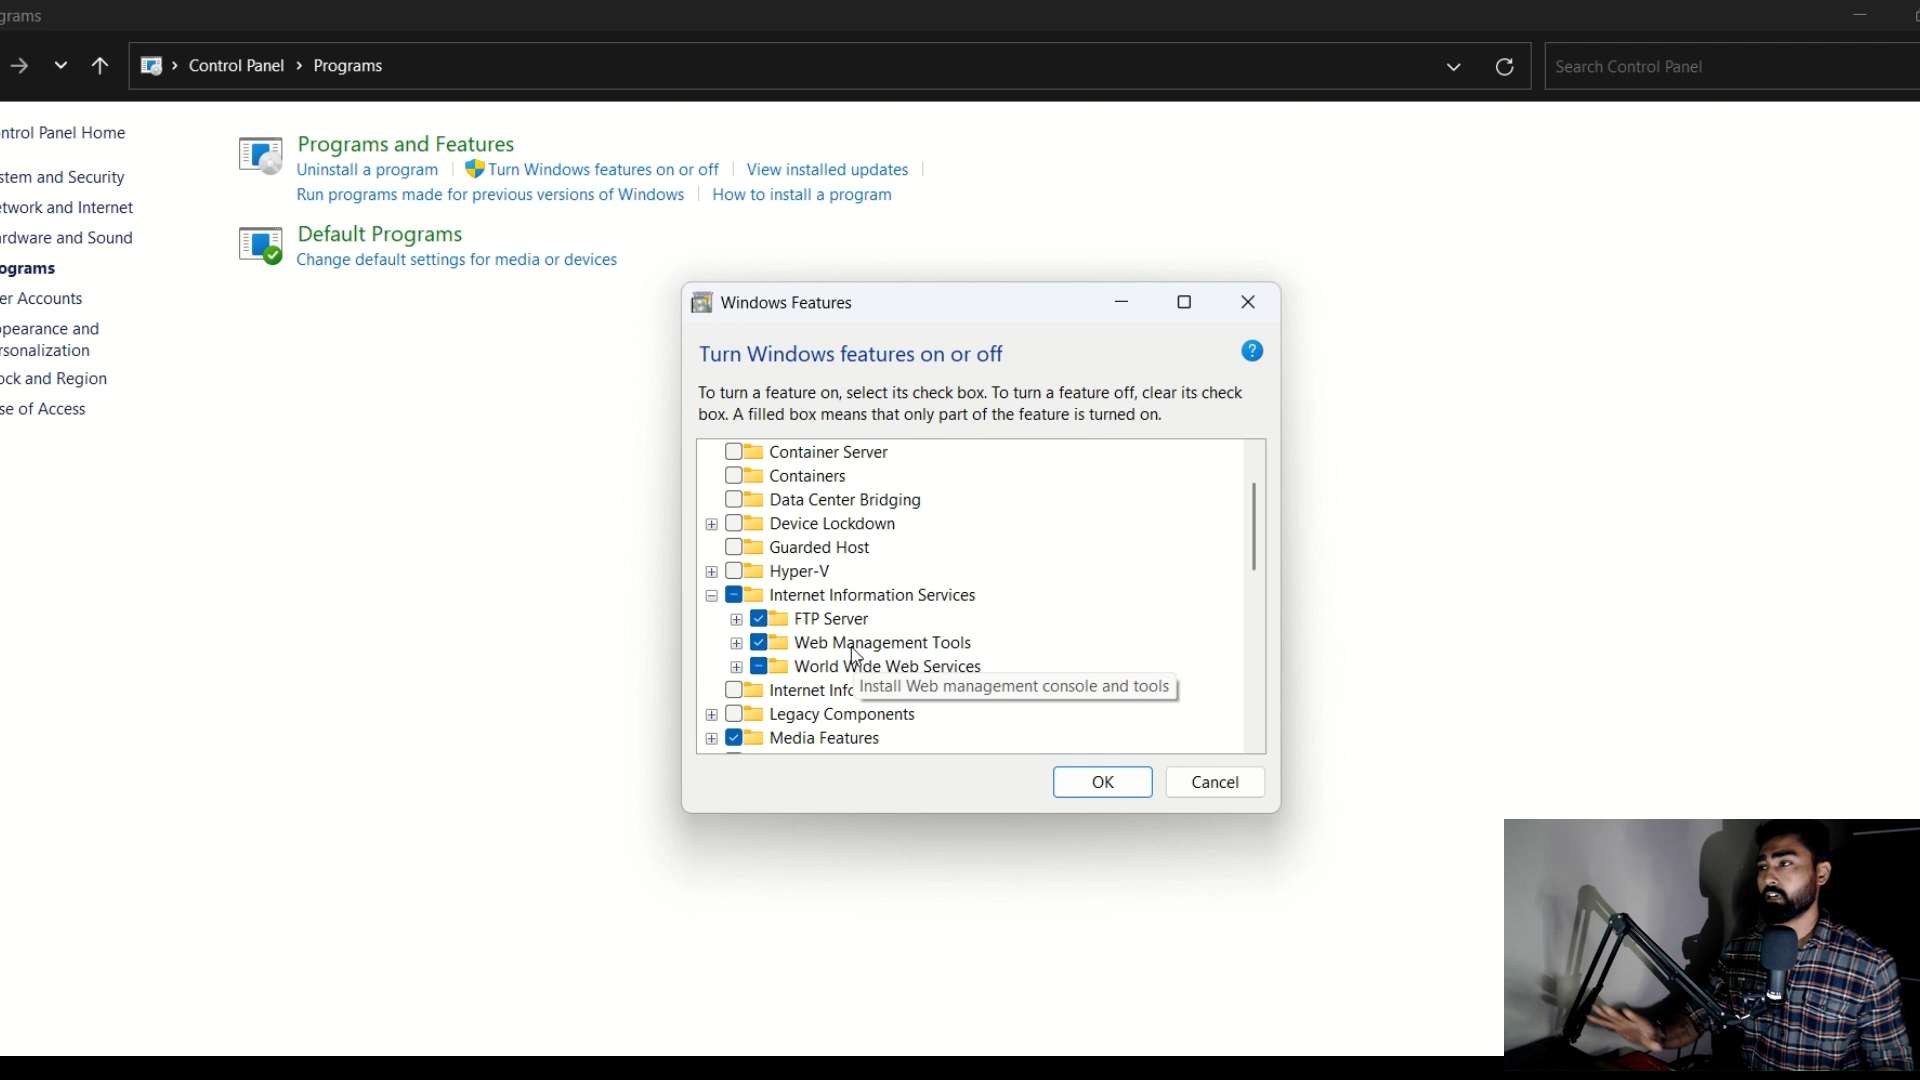 grams
Control Panel > Programs
Search Control Panel
ntrol Panel Home
stem and Security
etwork and Internet
ardware and Sound
ograms
er Accounts
ppearance and
rsonalization
ock and Region
se of Access
Programs and Features
Uninstall a program
Turn Windows features on or off
View installed updates
Run programs made for previous versions of Windows
How to install a program
Default Programs
Change default settings for media or devices
Windows Features
Turn Windows features on or off
To turn a feature on, select its check box. To turn a feature off, clear its check
box. A filled box means that only part of the feature is turned on.
Container Server
Containers
Data Center Bridging
Device Lockdown
Guarded Host
Hyper-V
Internet Information Services
FTP Server
Web Management Tools
World Wide Web Services
Internet Info
Install Web management console and tools
Legacy Components
Media Features
OK
Cancel